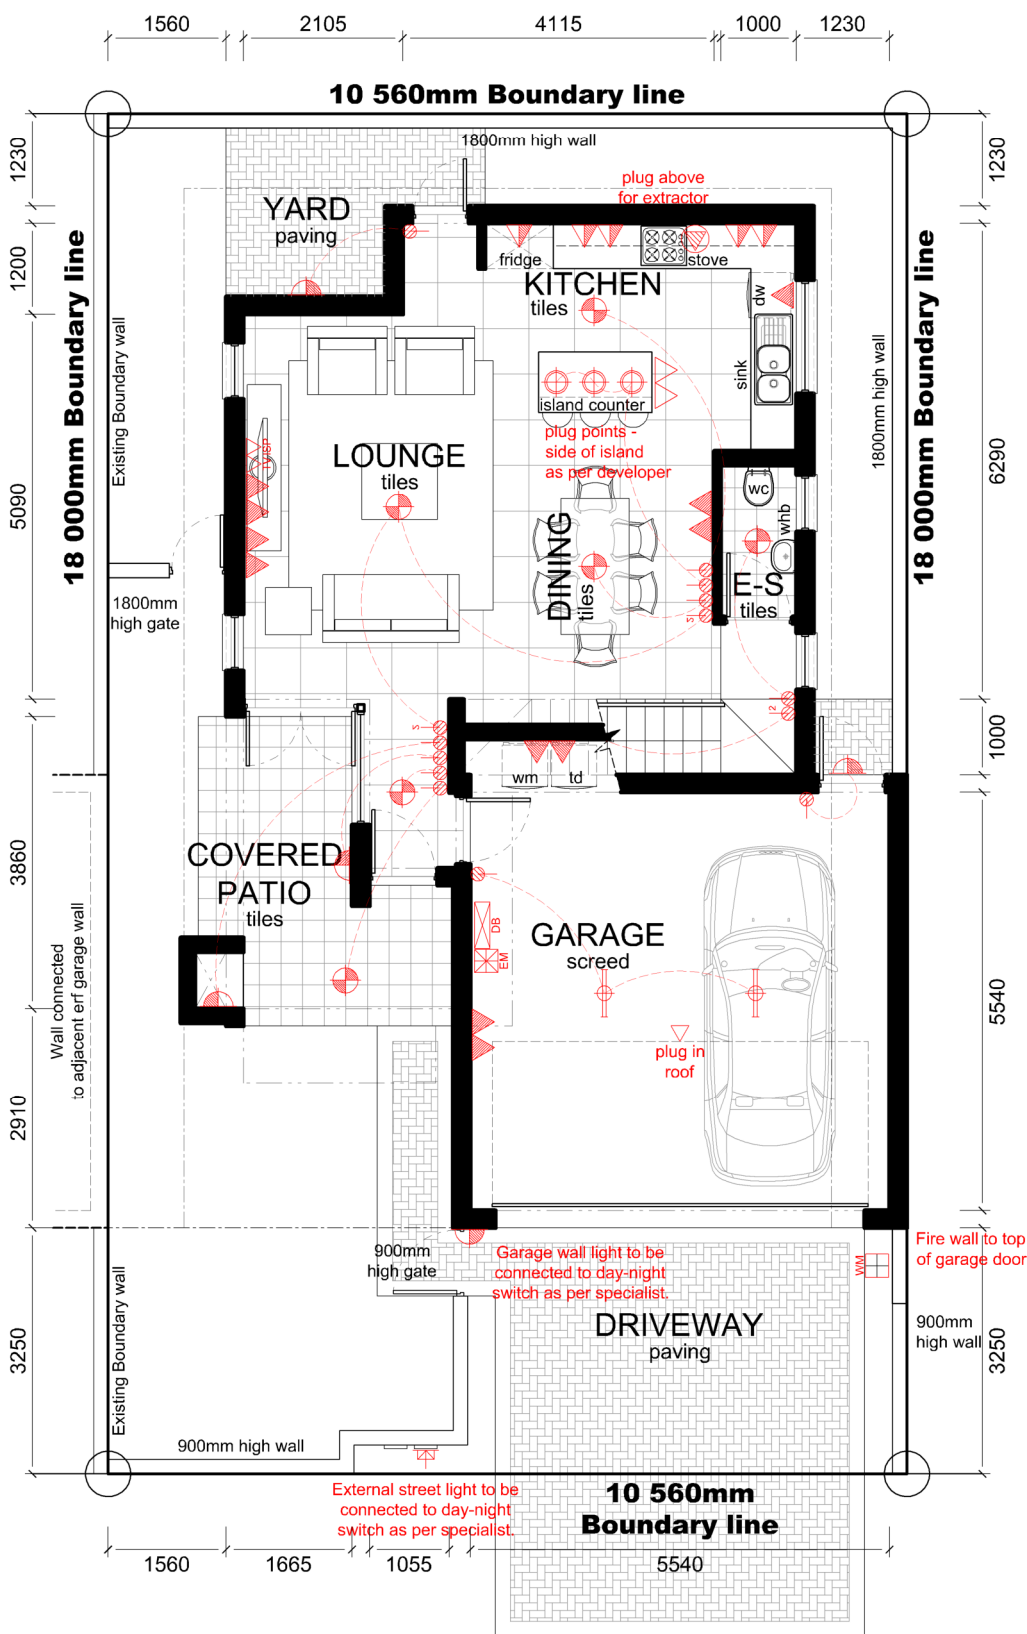 1560
2105
4115
1000
1230
10 560mm Boundary line
1800mm high wall
1230
1230
plug above
for extractor
YARD
paving
fridge
stove
1200
KITCHEN
tiles
dw
18 000mm Boundary line
Existing Boundary wall
18 000mm Boundary line
1800mm high wall
sink
island counter
plug points -
side of island
as per developer
LOUNGE
tiles
TV/ISP
wc
whb
6290
5090
DINING
tiles
E-S
tiles
1800mm
high gate
S
S
2
1000
wm
td
3860
COVERED
PATIO
tiles
DB
EM
GARAGE
screed
5540
Wall connected
to adjacent erf garage wall
plug in
roof
2910
900mm
high gate
Garage wall light to be
connected to day-night
switch as per specialist.
WM
Fire wall to top
of garage door
DRIVEWAY
paving
900mm
high wall
3250
3250
Existing Boundary wall
900mm high wall
External street light to be
connected to day-night
switch as per specialist.
10 560mm
Boundary line
1560
1665
1055
5540